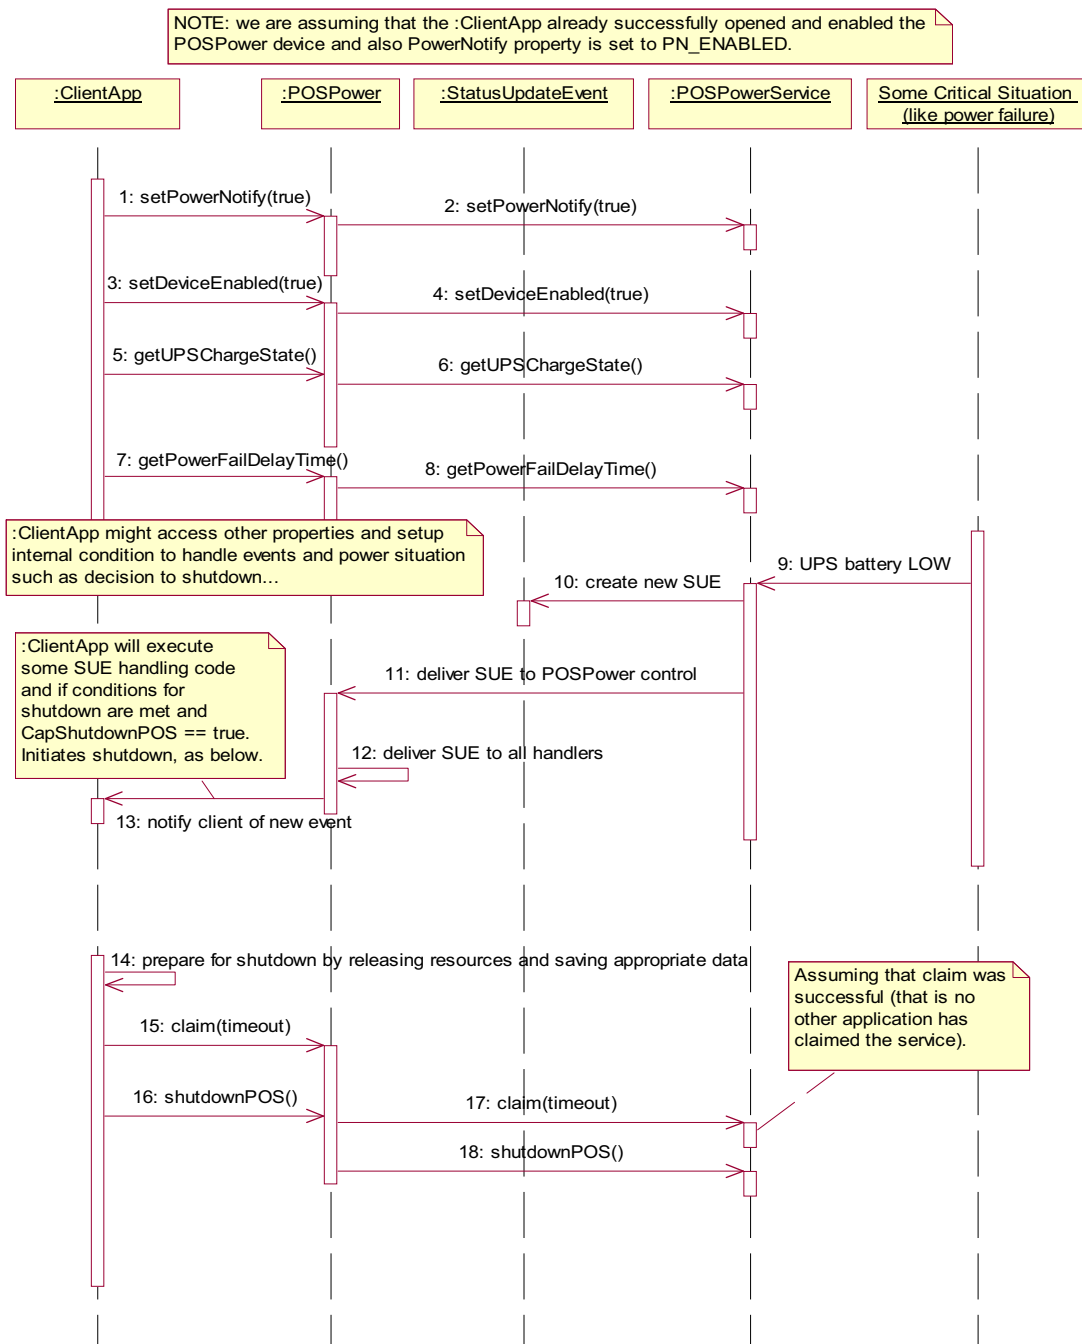 NOTE: we are assuming that the :ClientApp already successfully opened and enabled the
POSPower device and also PowerNotify property is set to PN_ENABLED.
:ClientApp
:POSPower
:StatusUpdateEvent
:POSPowerService
Some Critical Situation
(like power failure)
1: setPowerNotify(true)
2: setPowerNotify(true)
3: setDeviceEnabled(true)
4: setDeviceEnabled(true)
5: getUPSChargeState()
6: getUPSChargeState()
7: getPowerFailDelayTime()
8: getPowerFailDelayTime()
:ClientApp might access other properties and setup
internal condition to handle events and power situation
such as decision to shutdown...
9: UPS battery LOW
10: create new SUE
:ClientApp will execute
some SUE handling code
and if conditions for
shutdown are met and
CapShutdownPOS == true.
Initiates shutdown, as below.
11: deliver SUE to POSPower control
12: deliver SUE to all handlers
13: notify client of new event
14: prepare for shutdown by releasing resources and saving appropriate data
Assuming that claim was
successful (that is no
other application has
claimed the service).
15: claim(timeout)
16: shutdownPOS()
17: claim(timeout)
18: shutdownPOS()